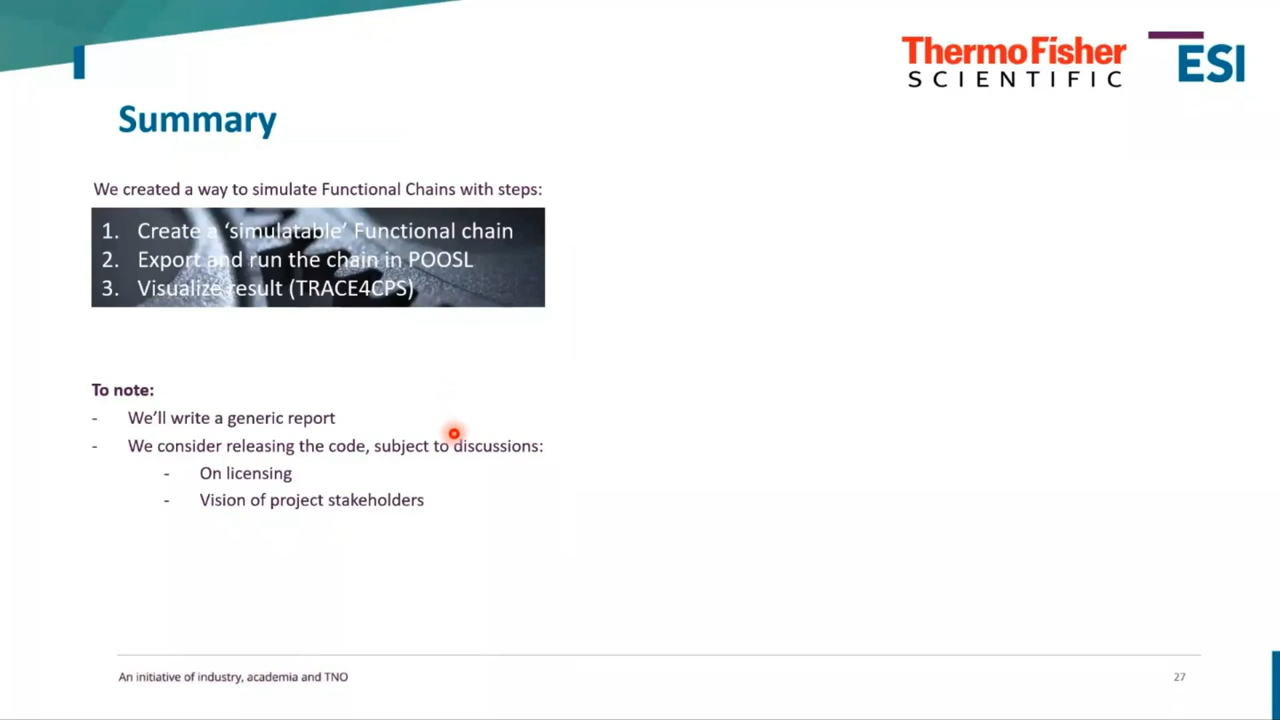 ThermoFisher
SCIENTIFIC
ESI
Summary
We created a way to simulate Functional Chains with steps:
1. Create a ‘simulatable’ Functional chain
2. Export and run the chain in POOSL
3. Visualize result (TRACE4CPS)
To note:
- We’ll write a generic report
- We consider releasing the code, subject to discussions:
- On licensing
- Vision of project stakeholders
An initiative of industry, academia and TNO
27